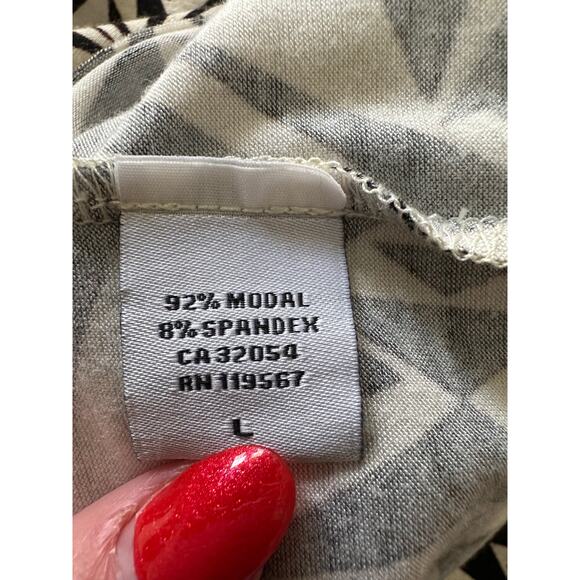 92% MODAL
8% SPANDEX
CA 32054
RN 119567
L